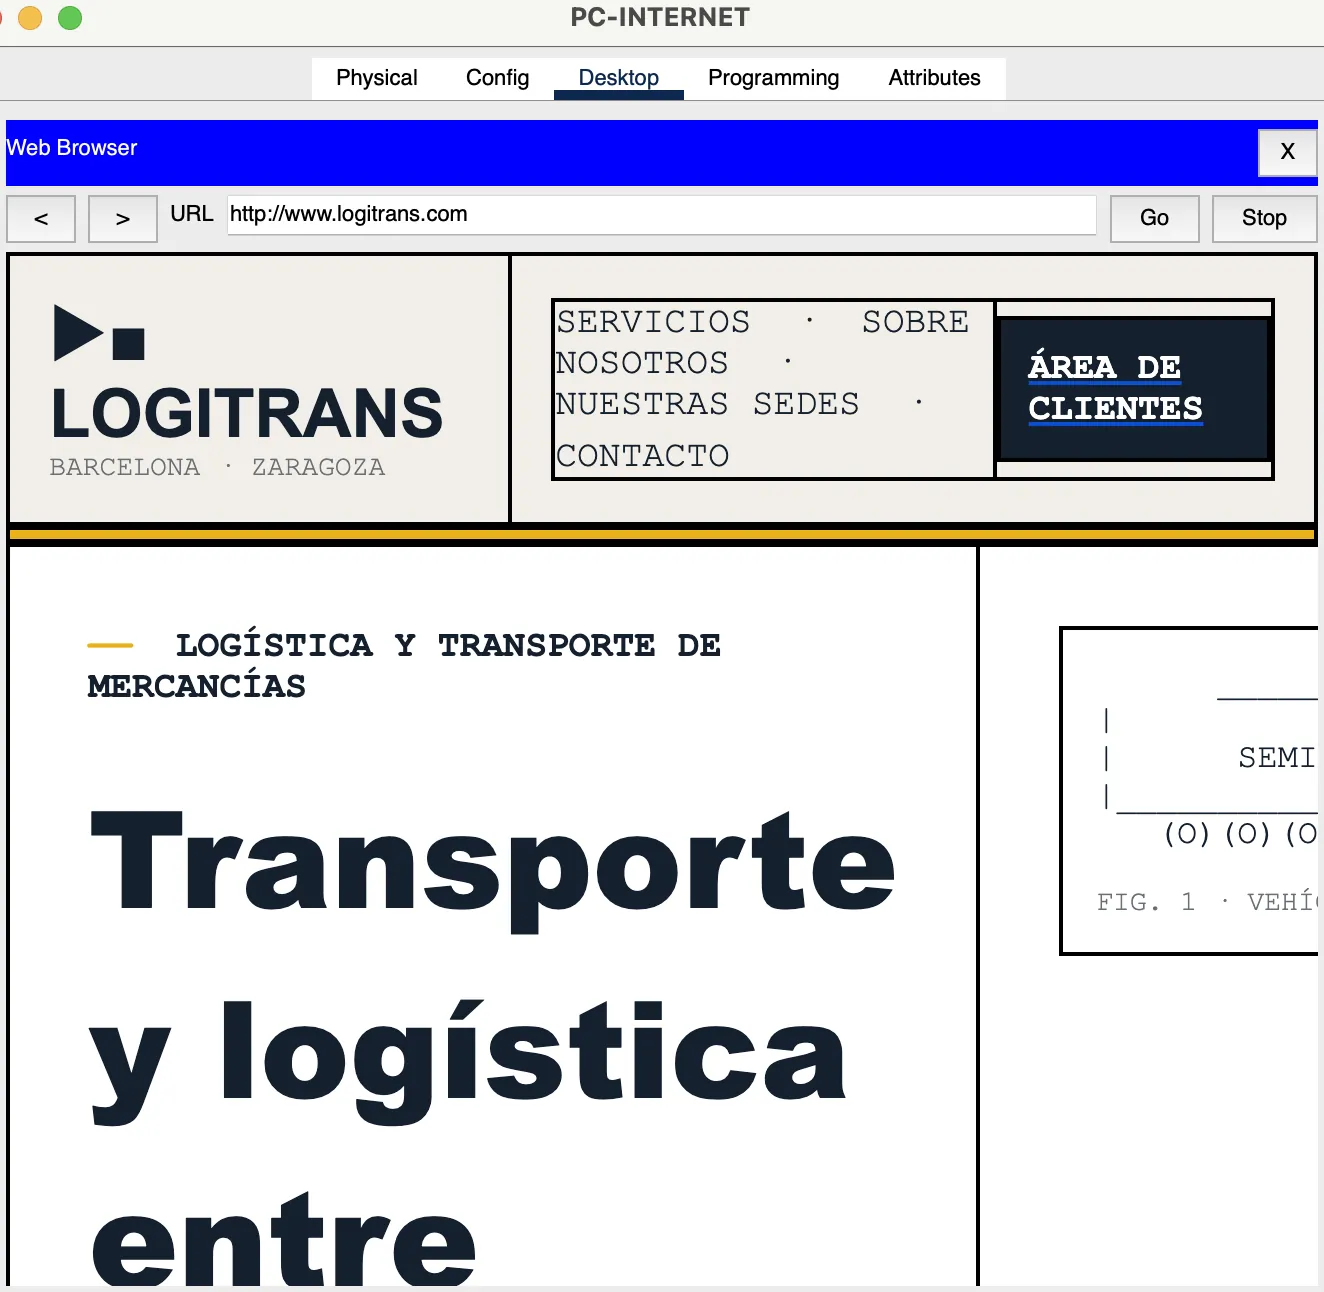 PC-INTERNET
Physical Config Desktop Programming Attributes
Web Browser
X
< > URL http://www.logitrans.com Go Stop
LOGITRANS
BARCELONA · ZARAGOZA
SERVICIOS · SOBRE
NOSOTROS ·
NUESTRAS SEDES ·
CONTACTO
ÁREA DE
CLIENTES
LOGÍSTICA Y TRANSPORTE DE
MERCANCÍAS
Transporte
y logística
entre
SEMI
(O)(O)(O
FIG. 1 · VEHÍ